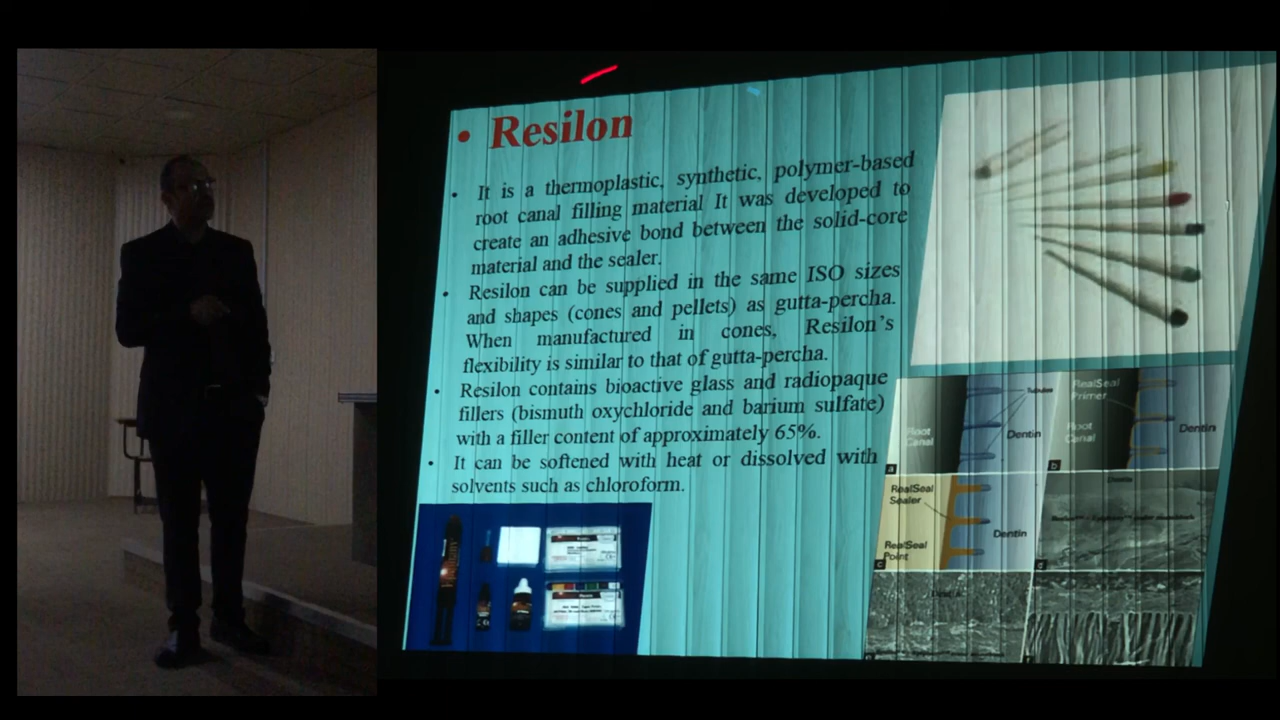 • Resilon
• It is a thermoplastic, synthetic, polymer-based
root canal filling material It was developed to
create an adhesive bond between the solid-core
material and the sealer.
• Resilon can be supplied in the same ISO sizes
and shapes (cones and pellets) as gutta-percha.
When manufactured in cones, Resilon's
flexibility is similar to that of gutta-percha.
• Resilon contains bioactive glass and radiopaque
fillers (bismuth oxychloride and barium sulfate)
with a filler content of approximately 65%.
• It can be softened with heat or dissolved with
solvents such as chloroform.
Tubules
Root
Canal
Dentin
a
RealSeal
Primer
Root
Canal
Dentin
b
RealSeal
Sealer
Dentin
RealSeal
Point
c
Dentin
d